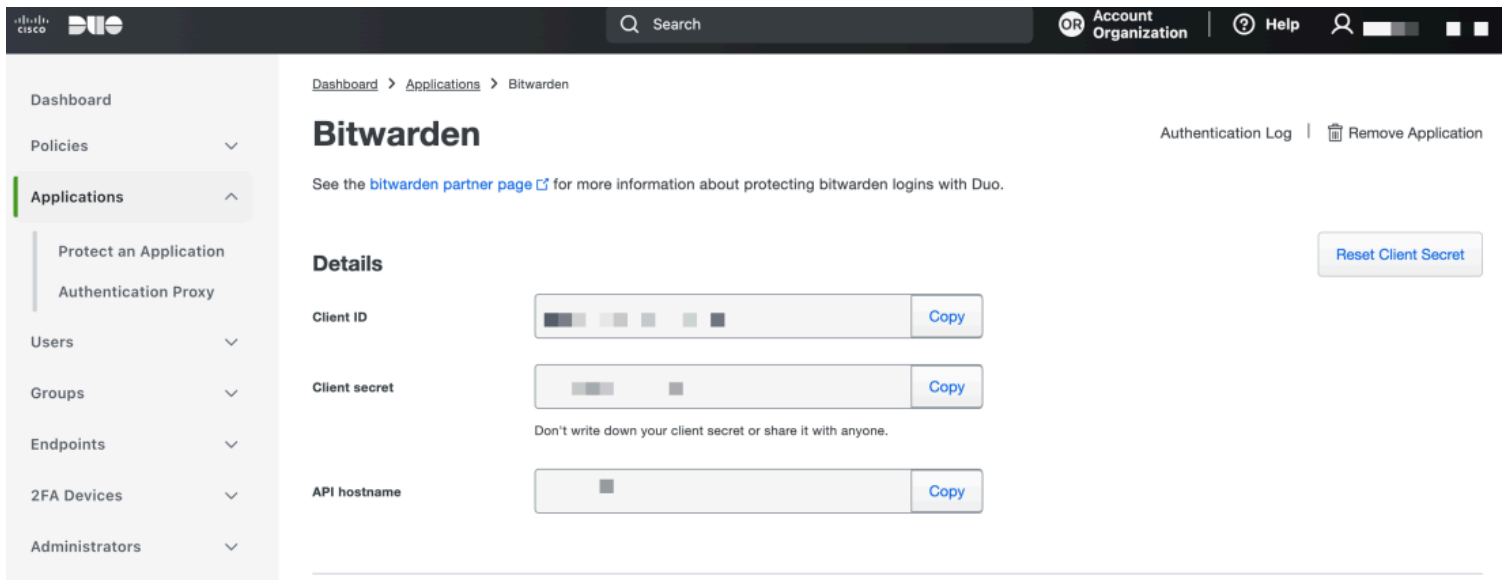 cisco DUO Search OR Account Organization Help
Dashboard
Policies
Applications
Protect an Application
Authentication Proxy
Users
Groups
Endpoints
2FA Devices
Administrators
Dashboard > Applications > Bitwarden
Bitwarden
Authentication Log | Remove Application
See the bitwarden partner page for more information about protecting bitwarden logins with Duo.
Details
Reset Client Secret
Client ID Copy
Client secret Copy
Don't write down your client secret or share it with anyone.
API hostname Copy